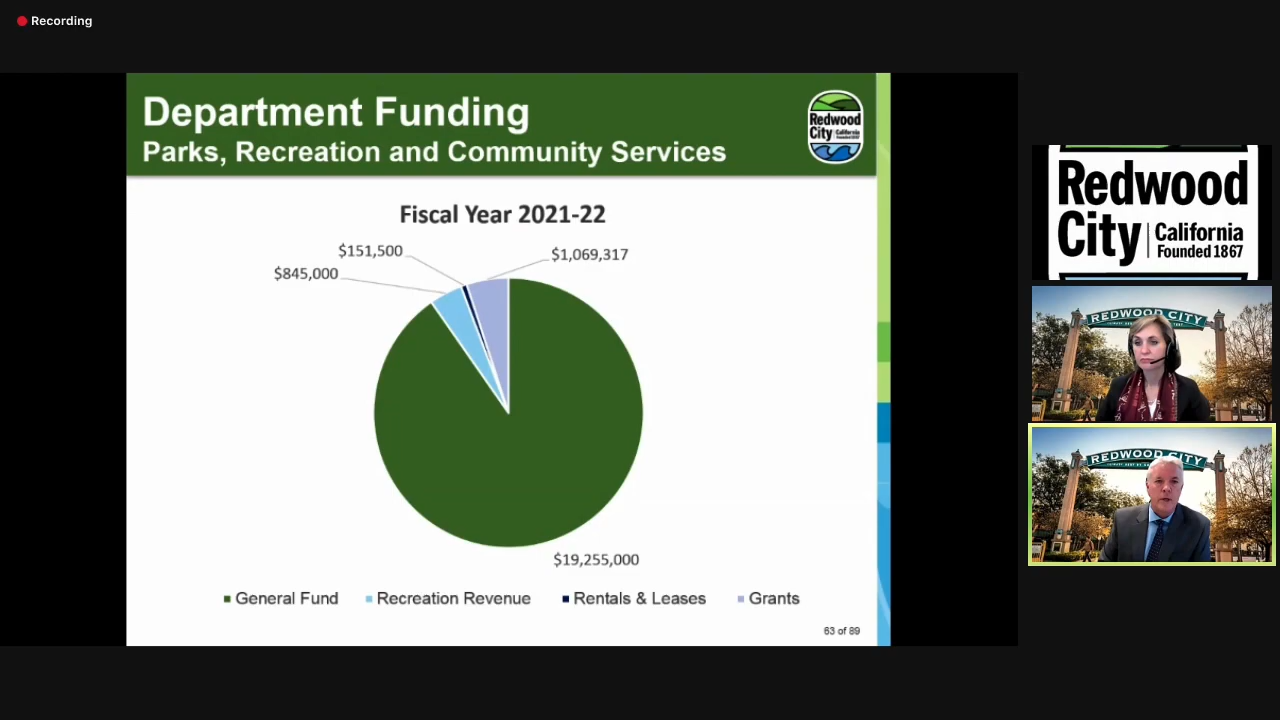 Recording
Department Funding
Parks, Recreation and Community Services
Redwood
City California
Founded 1867
Fiscal Year 2021-22
$151,500
$1,069,317
$845,000
$19,255,000
General Fund Recreation Revenue Rentals & Leases Grants
63 of 89
Redwood
City California
Founded 1867
REDWOOD CITY
REDWOOD CITY